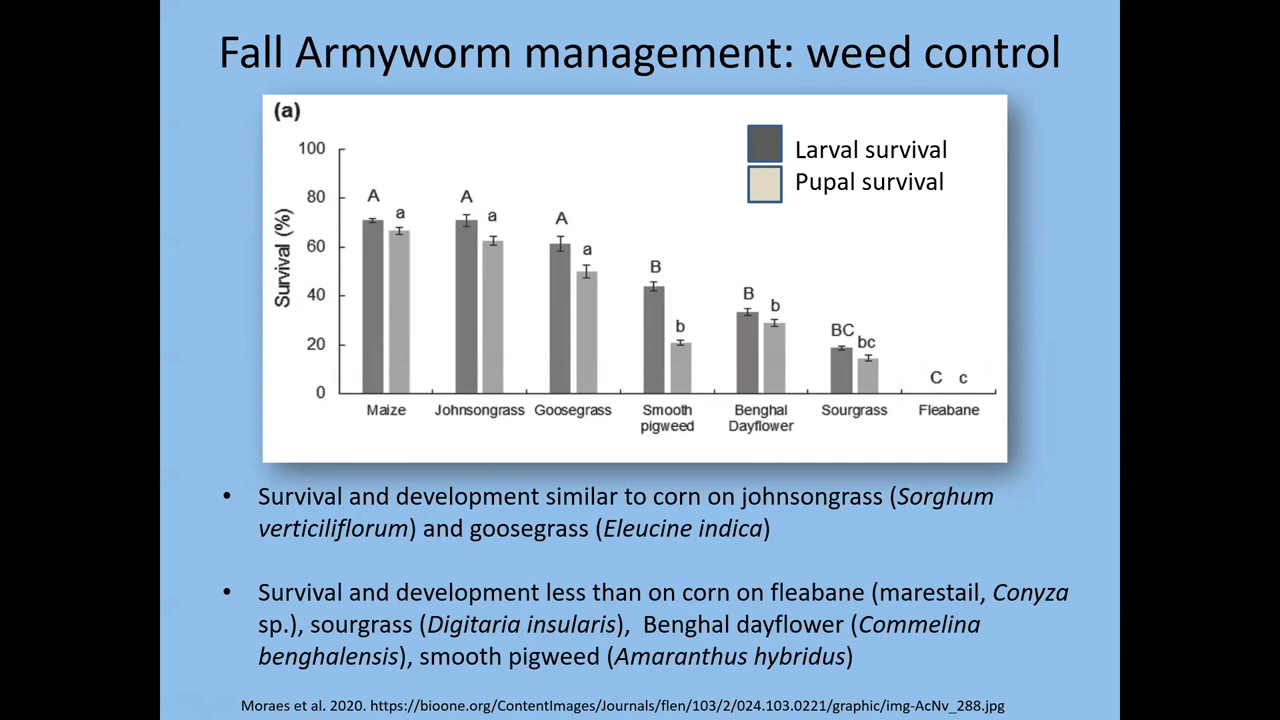 Fall Armyworm management: weed control
(a)
Larval survival
Pupal survival
Survival (%)
100
80
60
40
20
0
A a A a A a B b B b BC bc C c
Maize Johnsongrass Goosegrass Smooth pigweed Benghal Dayflower Sourgrass Fleabane
• Survival and development similar to corn on johnsongrass (Sorghum
verticiliflorum) and goosegrass (Eleucine indica)
• Survival and development less than on corn on fleabane (marestail, Conyza
sp.), sourgrass (Digitaria insularis), Benghal dayflower (Commelina
benghalensis), smooth pigweed (Amaranthus hybridus)
Moraes et al. 2020. https://bioone.org/ContentImages/Journals/flen/103/2/024.103.0221/graphic/img-AcNv_288.jpg